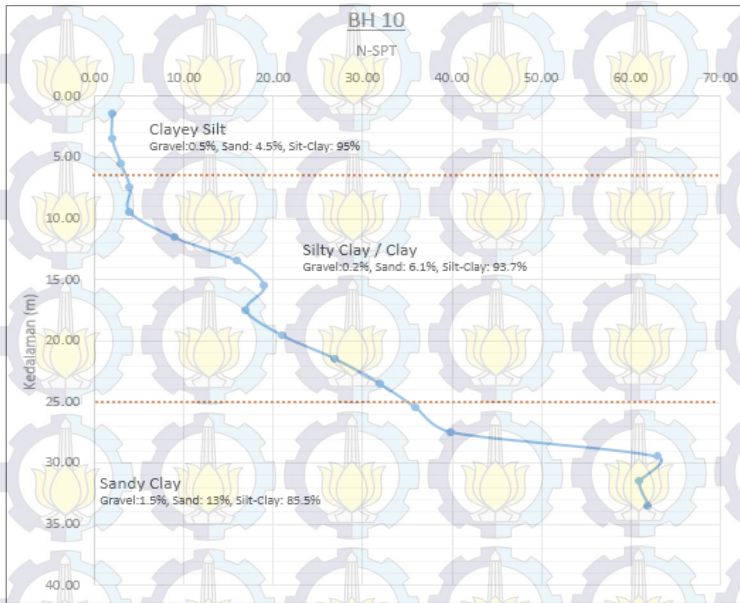 BH 10
N-SPT
0.00 10.00 20.00 30.00 40.00 50.00 60.00 70.00
0.00
Clayey Silt
Gravel:0.5%, Sand: 4.5%, Sit-Clay: 95%
5.00
10.00
Silty Clay / Clay
Gravel:0.2%, Sand: 6.1%, Silt-Clay: 93.7%
15.00
Kedalaman (m)
20.00
25.00
30.00
Sandy Clay
Gravel:1.5%, Sand: 13%, Silt-Clay: 85.5%
35.00
40.00